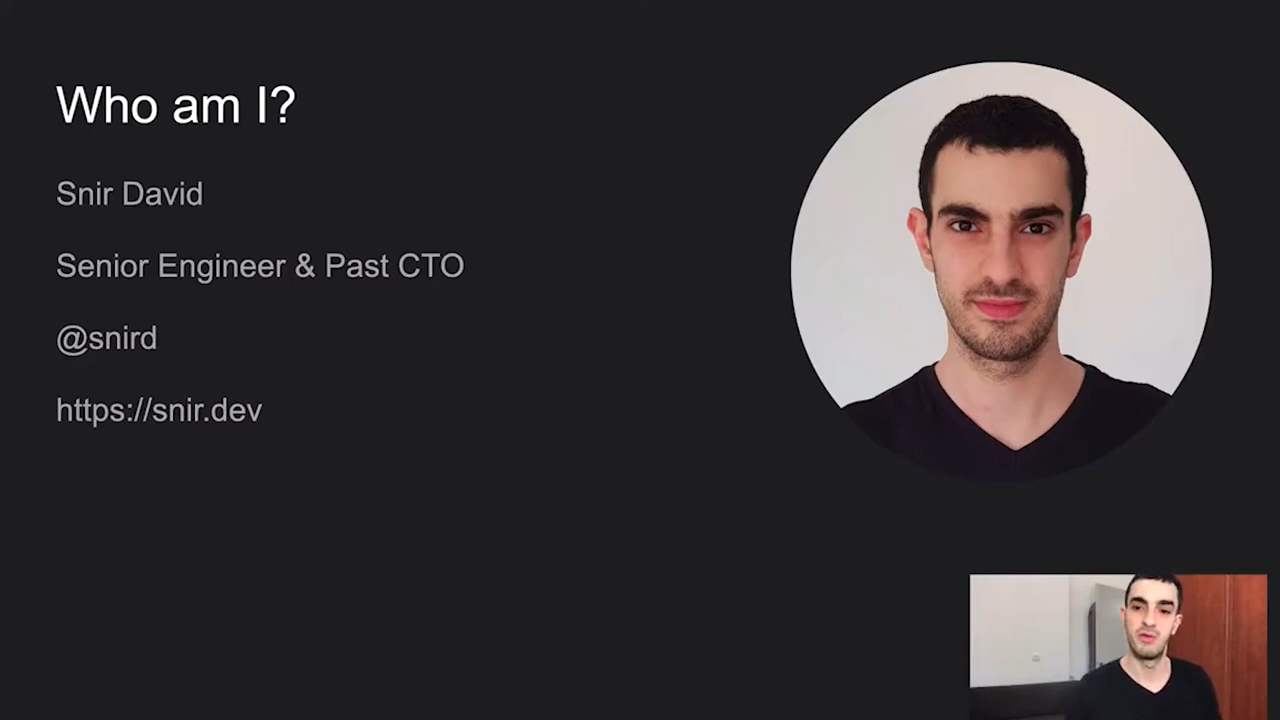 Who am I?
Snir David
Senior Engineer & Past CTO
@snird
https://snir.dev